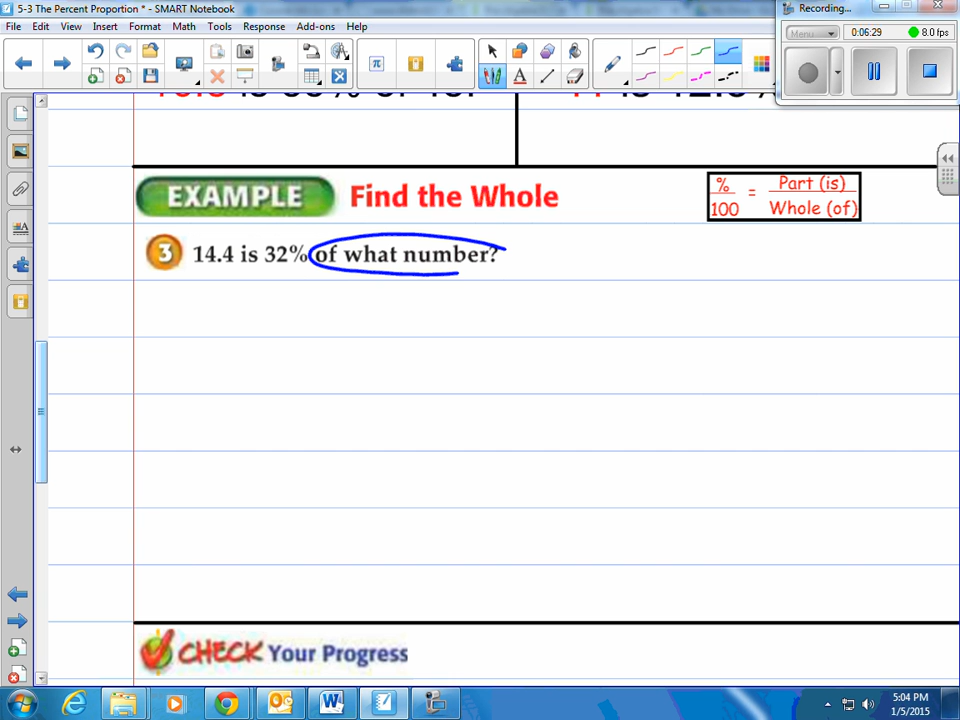 5-3 The Percent Proportion * - SMART Notebook
Recording...
File Edit View Insert Format Math Tools Response Add-ons Help
Menu
0:06:29
8.0 fps
EXAMPLE Find the Whole
% / 100 = Part (is) / Whole (of)
3 14.4 is 32% of what number?
CHECK Your Progress
5:04 PM
1/5/2015